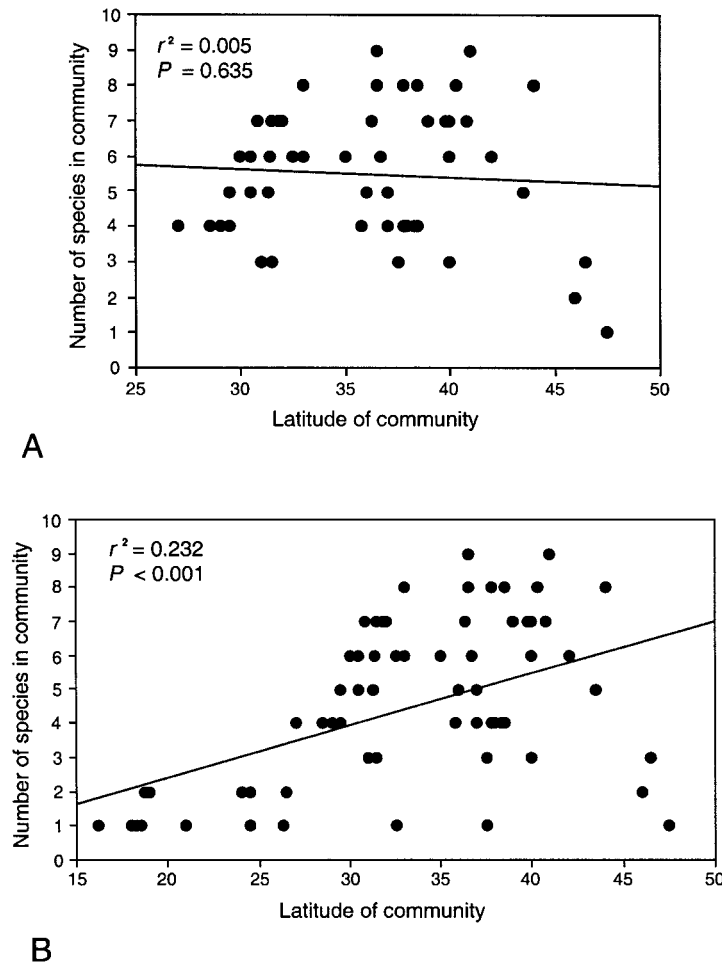 10
9
8
7
6
5
4
3
2
1
0
Number of species in community
r² = 0.005
P = 0.635
25 30 35 40 45 50
Latitude of community
A
10
9
8
7
6
5
4
3
2
1
0
Number of species in community
r² = 0.232
P < 0.001
15 20 25 30 35 40 45 50
Latitude of community
B